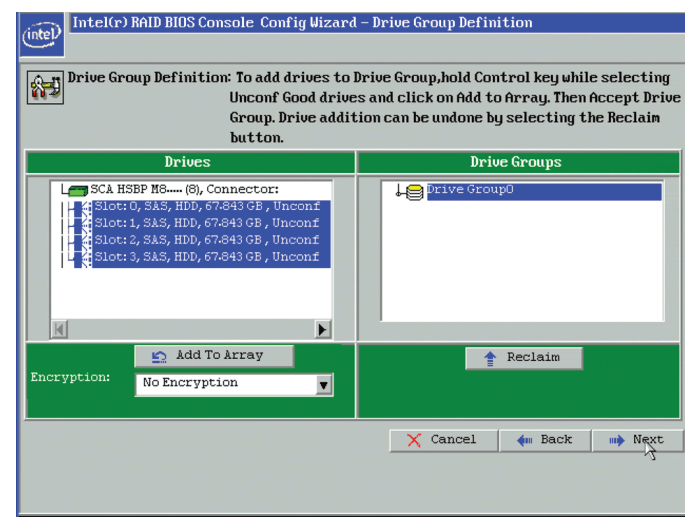 Intel(r) RAID BIOS Console Config Wizard – Drive Group Definition
intel
Drive Group Definition: To add drives to Drive Group,hold Control key while selecting
Unconf Good drives and click on Add to Array. Then Accept Drive
Group. Drive addition can be undone by selecting the Reclaim
button.
Drives
Drive Groups
SCA HSBP M8..... (8), Connector:
Slot: 0, SAS, HDD, 67.843 GB , Unconf
Slot: 1, SAS, HDD, 67.843 GB , Unconf
Slot: 2, SAS, HDD, 67.843 GB , Unconf
Slot: 3, SAS, HDD, 67.843 GB , Unconf
Drive Group0
Add To Array
Reclaim
Encryption:
No Encryption
Cancel
Back
Next